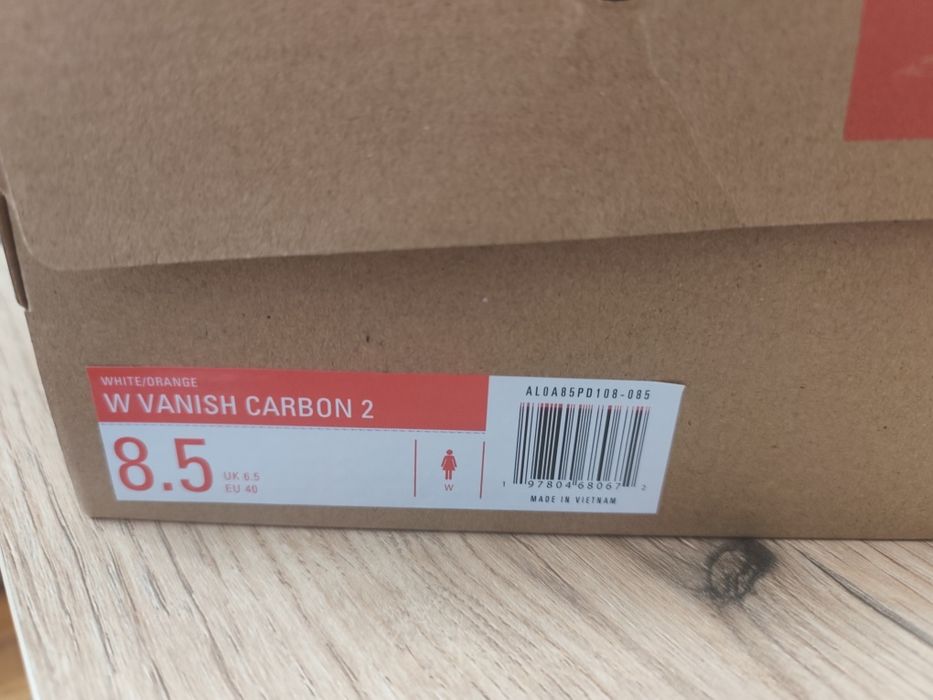 WHITE/ORANGE
W VANISH CARBON 2
8.5
UK 6.5
EU 40
W
AL0A85PD108-085
1 97804 68067 2
MADE IN VIETNAM